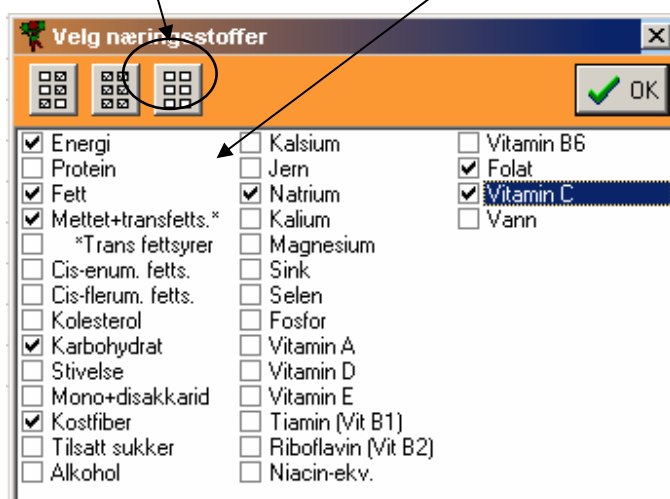 Velg næringsstoffer
OK
Energi
Protein
Fett
Mettet+transfetts.*
*Trans fettsyrer
Cis-enum. fetts.
Cis-flerum. fetts.
Kolesterol
Karbohydrat
Stivelse
Mono+disakkarid
Kostfiber
Tilsatt sukker
Alkohol
Kalsium
Jern
Natrium
Kalium
Magnesium
Sink
Selen
Fosfor
Vitamin A
Vitamin D
Vitamin E
Tiamin (Vit B1)
Riboflavin (Vit B2)
Niacin-ekv.
Vitamin B6
Folat
Vitamin C
Vann